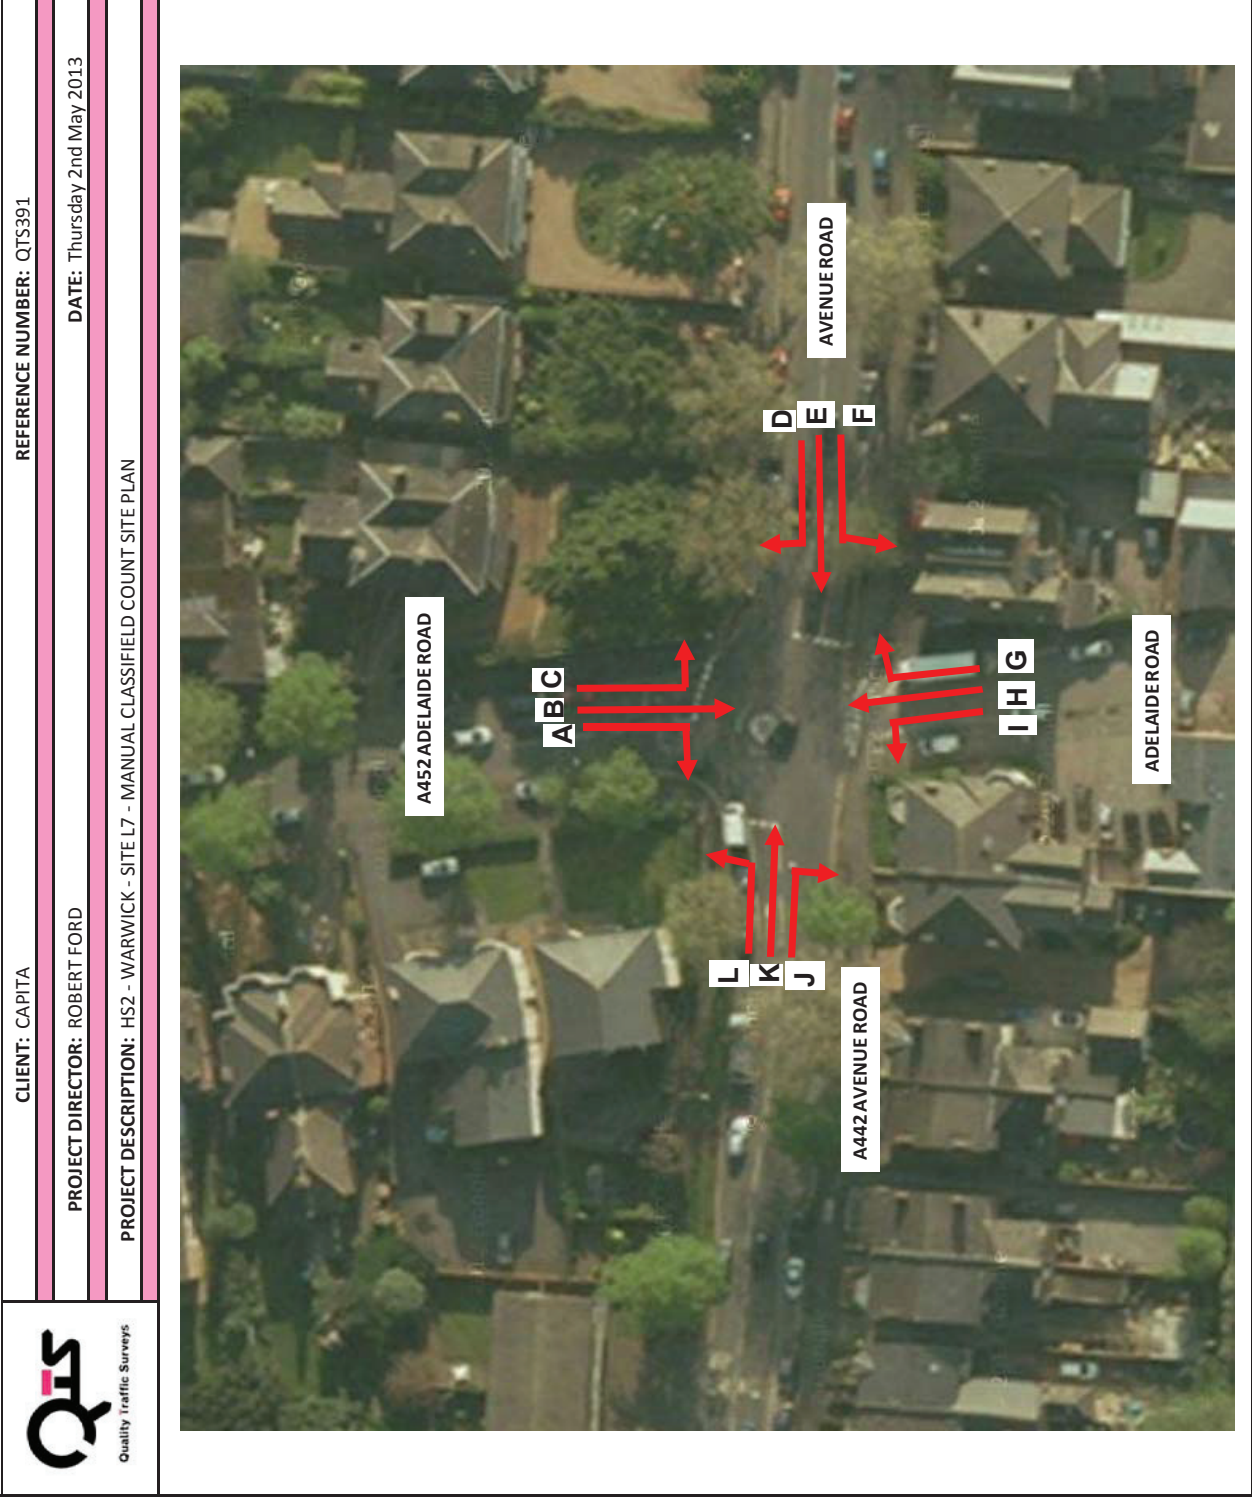 CLIENT: CAPITA
REFERENCE NUMBER: QTS391
PROJECT DIRECTOR: ROBERT FORD
DATE: Thursday 2nd May 2013
PROJECT DESCRIPTION: HS2 - WARWICK - SITE L7 - MANUAL CLASSIFIED COUNT SITE PLAN
QTS
Quality Traffic Surveys
A452 ADELAIDE ROAD
A
B
C
D
E
F
AVENUE ROAD
G
H
I
ADELAIDE ROAD
L
K
J
A442 AVENUE ROAD